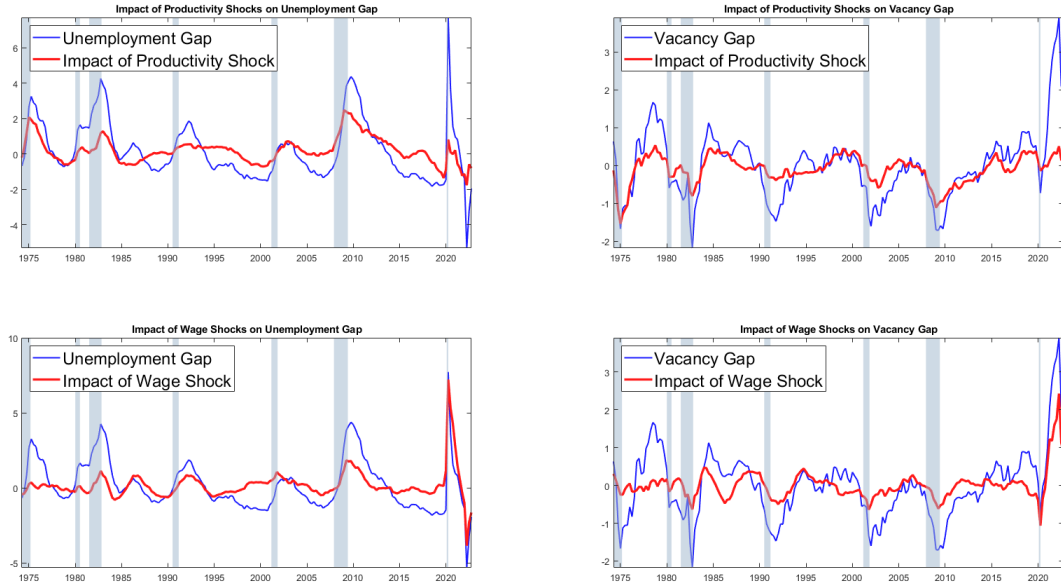 Impact of Productivity Shocks on Unemployment Gap
Unemployment Gap
Impact of Productivity Shock
6
4
2
0
-2
-4
1975 1980 1985 1990 1995 2000 2005 2010 2015 2020
Impact of Productivity Shocks on Vacancy Gap
Vacancy Gap
Impact of Productivity Shock
3
2
1
0
-1
-2
1975 1980 1985 1990 1995 2000 2005 2010 2015 2020
Impact of Wage Shocks on Unemployment Gap
10
Unemployment Gap
Impact of Wage Shock
5
0
-5
1975 1980 1985 1990 1995 2000 2005 2010 2015 2020
Impact of Wage Shocks on Vacancy Gap
Vacancy Gap
Impact of Wage Shock
3
2
1
0
-1
-2
1975 1980 1985 1990 1995 2000 2005 2010 2015 2020